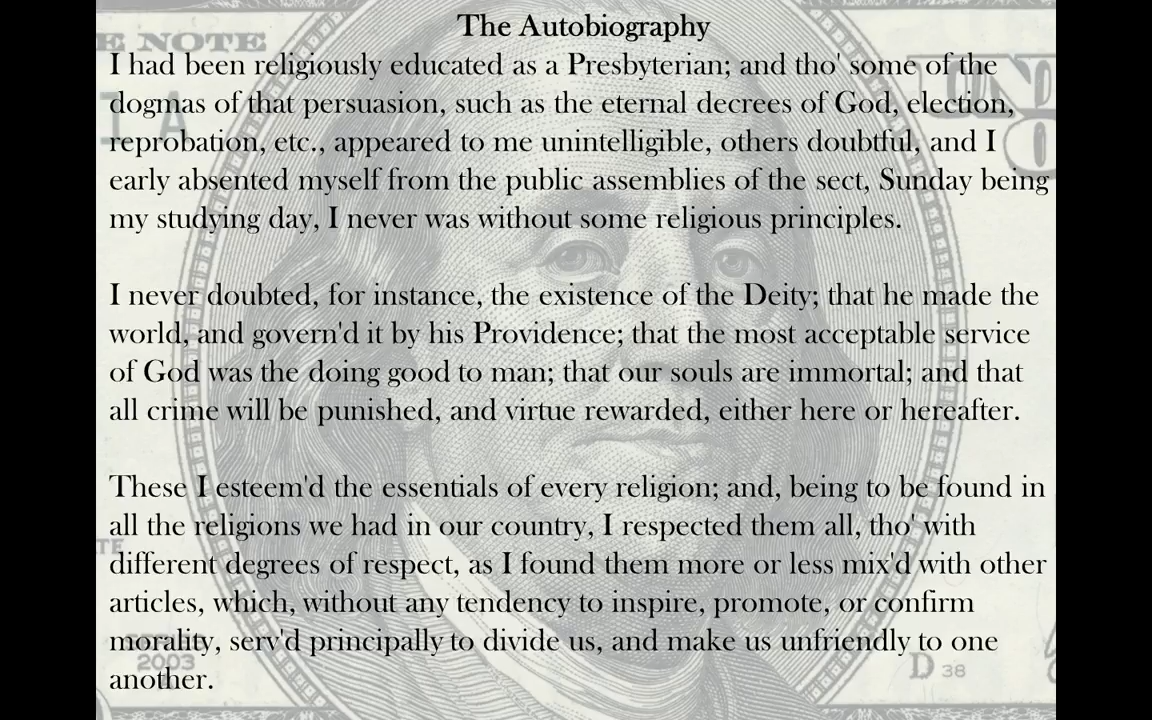 The Autobiography
E NOTE
I had been religiously educated as a Presbyterian; and tho' some of the
dogmas of that persuasion, such as the eternal decrees of God, election,
reprobation, etc., appeared to me unintelligible, others doubtful, and I
early absented myself from the public assemblies of the sect, Sunday being
my studying day, I never was without some religious principles.
I never doubted, for instance, the existence of the Deity; that he made the
world, and govern'd it by his Providence; that the most acceptable service
of God was the doing good to man; that our souls are immortal; and that
all crime will be punished, and virtue rewarded, either here or hereafter.
These I esteem'd the essentials of every religion; and, being to be found in
all the religions we had in our country, I respected them all, tho' with
different degrees of respect, as I found them more or less mix'd with other
articles, which, without any tendency to inspire, promote, or confirm
morality, serv'd principally to divide us, and make us unfriendly to one
another.
2003
D 38